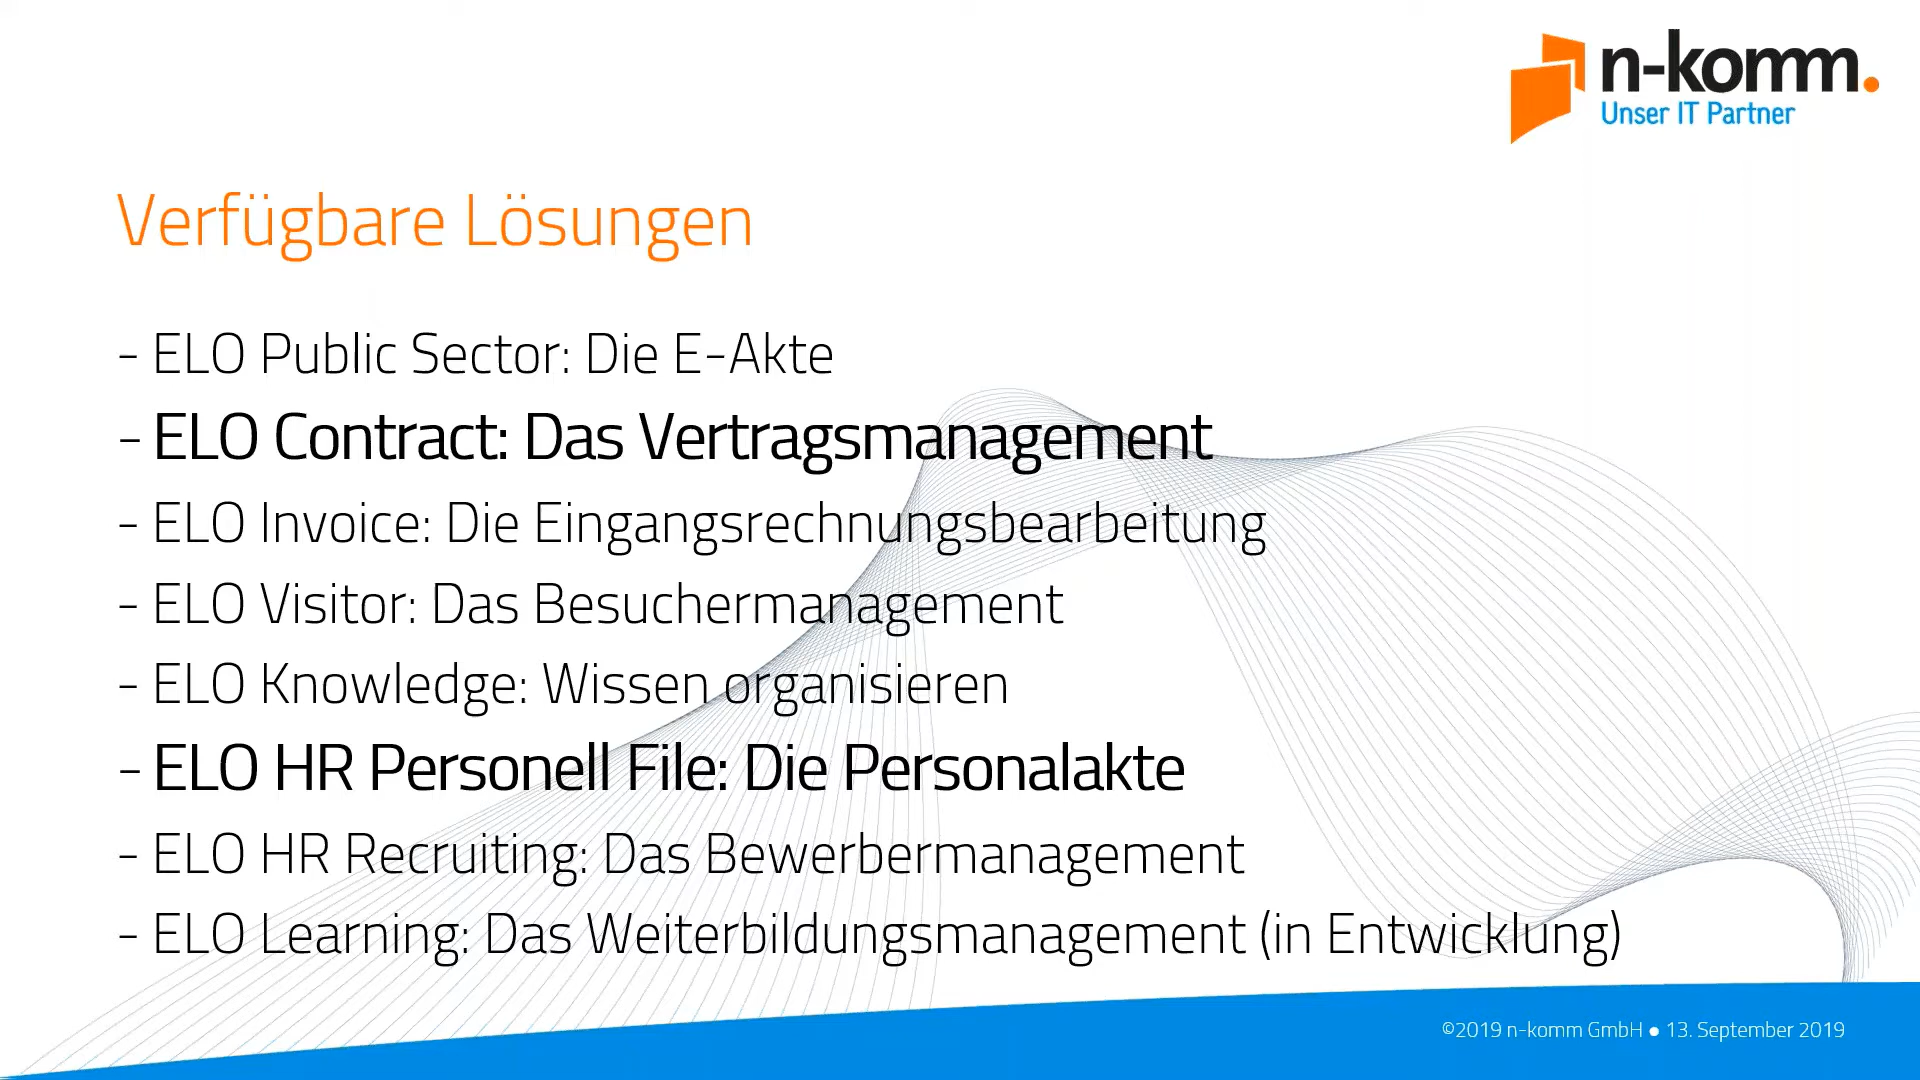 n-komm.
Unser IT Partner
Verfügbare Lösungen
- ELO Public Sector: Die E-Akte
- ELO Contract: Das Vertragsmanagement
- ELO Invoice: Die Eingangsrechnungsbearbeitung
- ELO Visitor: Das Besuchermanagement
- ELO Knowledge: Wissen organisieren
- ELO HR Personell File: Die Personalakte
- ELO HR Recruiting: Das Bewerbermanagement
- ELO Learning: Das Weiterbildungsmanagement (in Entwicklung)
©2019 n-komm GmbH ● 13. September 2019